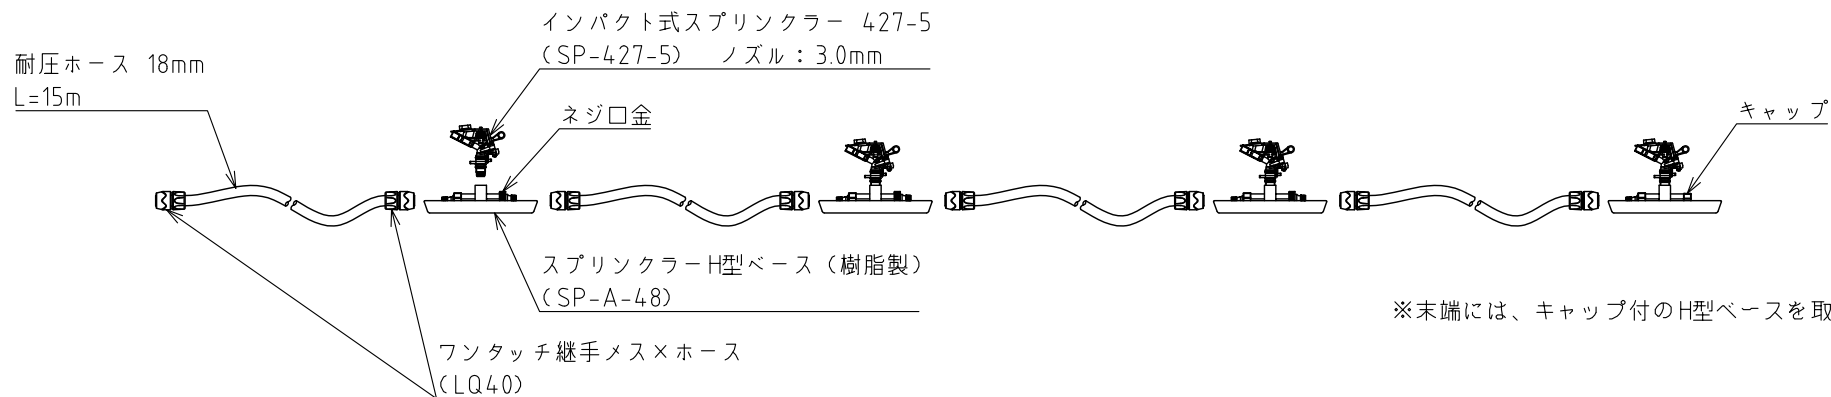 インパクト式スプリンクラー 427-5
(SP-427-5) ノズル：3.0mm
耐圧ホース 18mm
L=15m
ネジ口金
キャップ
スプリンクラーH型ベース（樹脂製）
(SP-A-48)
※末端には、キャップ付のH型ベースを取
ワンタッチ継手メス×ホース
(LQ40)